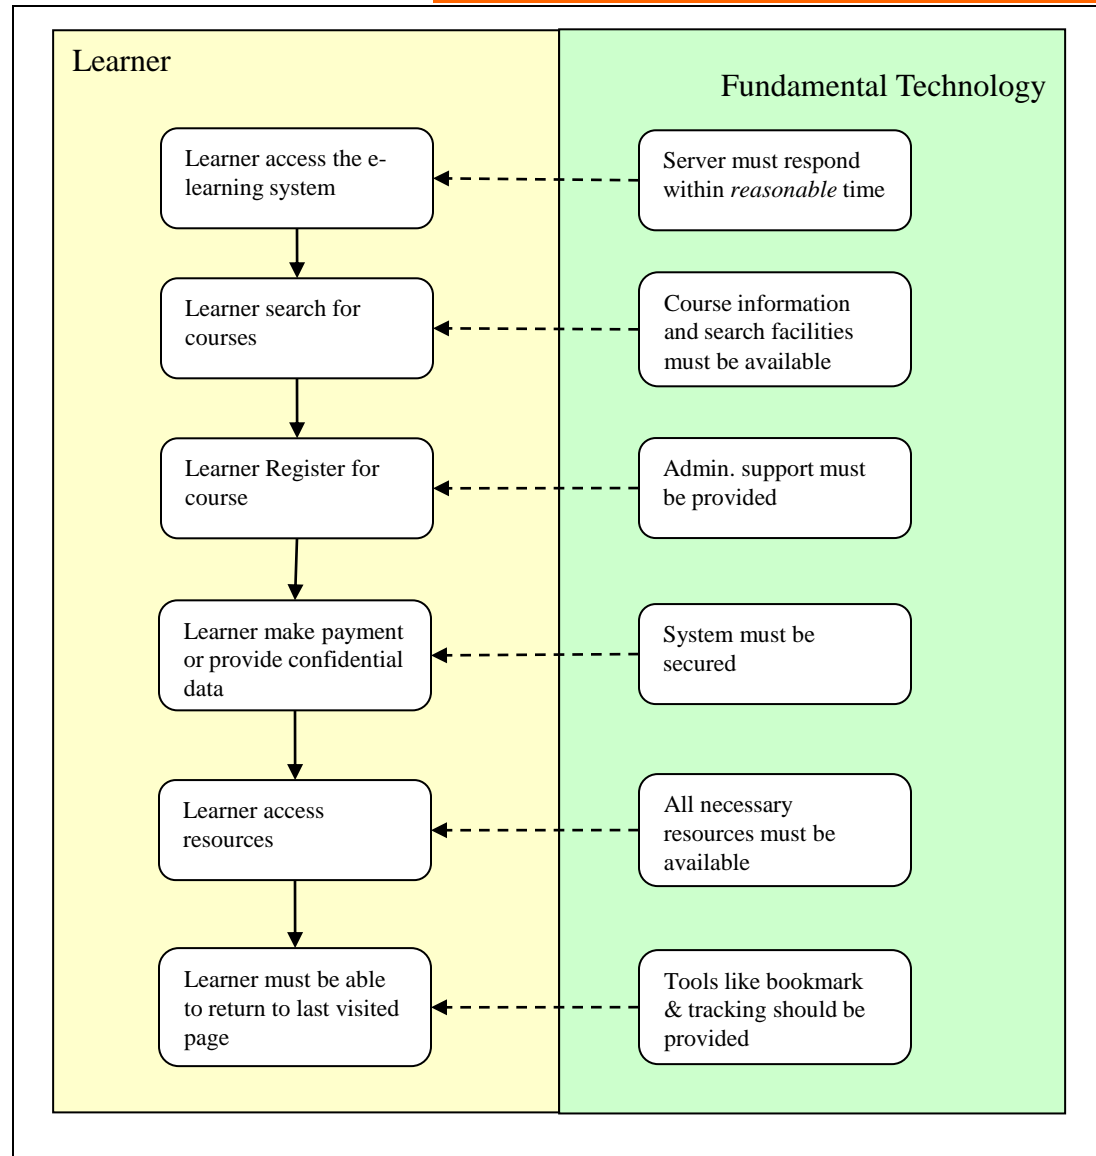 Learner
Fundamental Technology
Learner access the e-
learning system
Server must respond
within reasonable time
Learner search for
courses
Course information
and search facilities
must be available
Learner Register for
course
Admin. support must
be provided
Learner make payment
or provide confidential
data
System must be
secured
Learner access
resources
All necessary
resources must be
available
Learner must be able
to return to last visited
page
Tools like bookmark
& tracking should be
provided